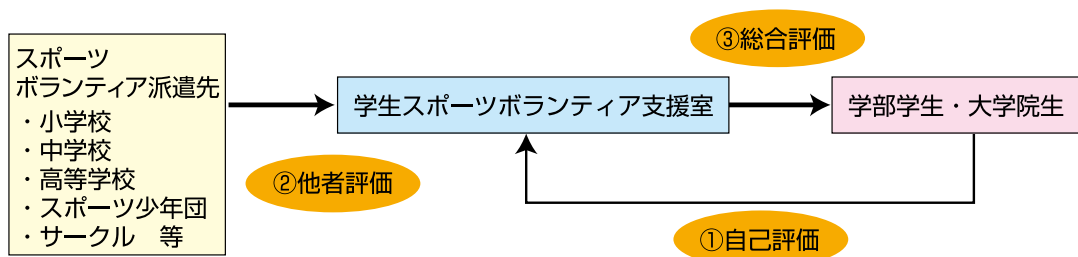 スポーツ
ボランティア派遣先
・小学校
・中学校
・高等学校
・スポーツ少年団
・サークル　等
②他者評価
学生スポーツボランティア支援室
③総合評価
学部学生・大学院生
①自己評価